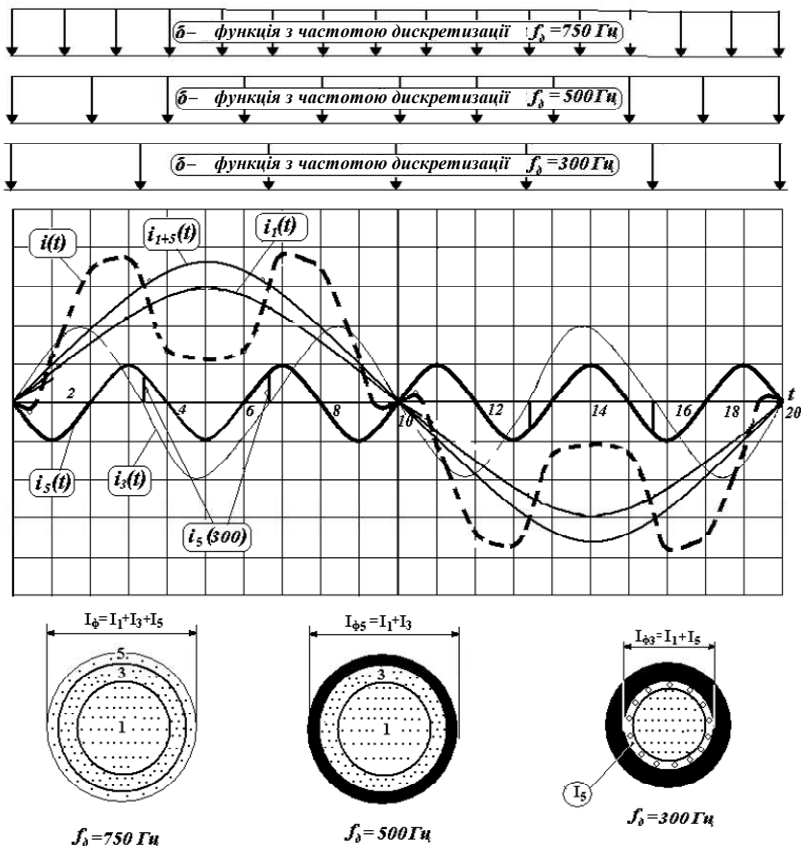 δ– функція з частотою дискретизації f∂ =750 Гц
δ– функція з частотою дискретизації f∂ =500 Гц
δ– функція з частотою дискретизації f∂ =300 Гц
i(t)
i1+5(t)
i1(t)
2
4
6
8
10
12
14
16
18
t
20
i5(t)
i3(t)
i5 (300)
Iф=I1+I3+I5
Iф5 =I1+I3
Iф3=I1+I5
5
3
1
3
1
I5
f∂ =750 Гц
f∂ =500 Гц
f∂ =300 Гц